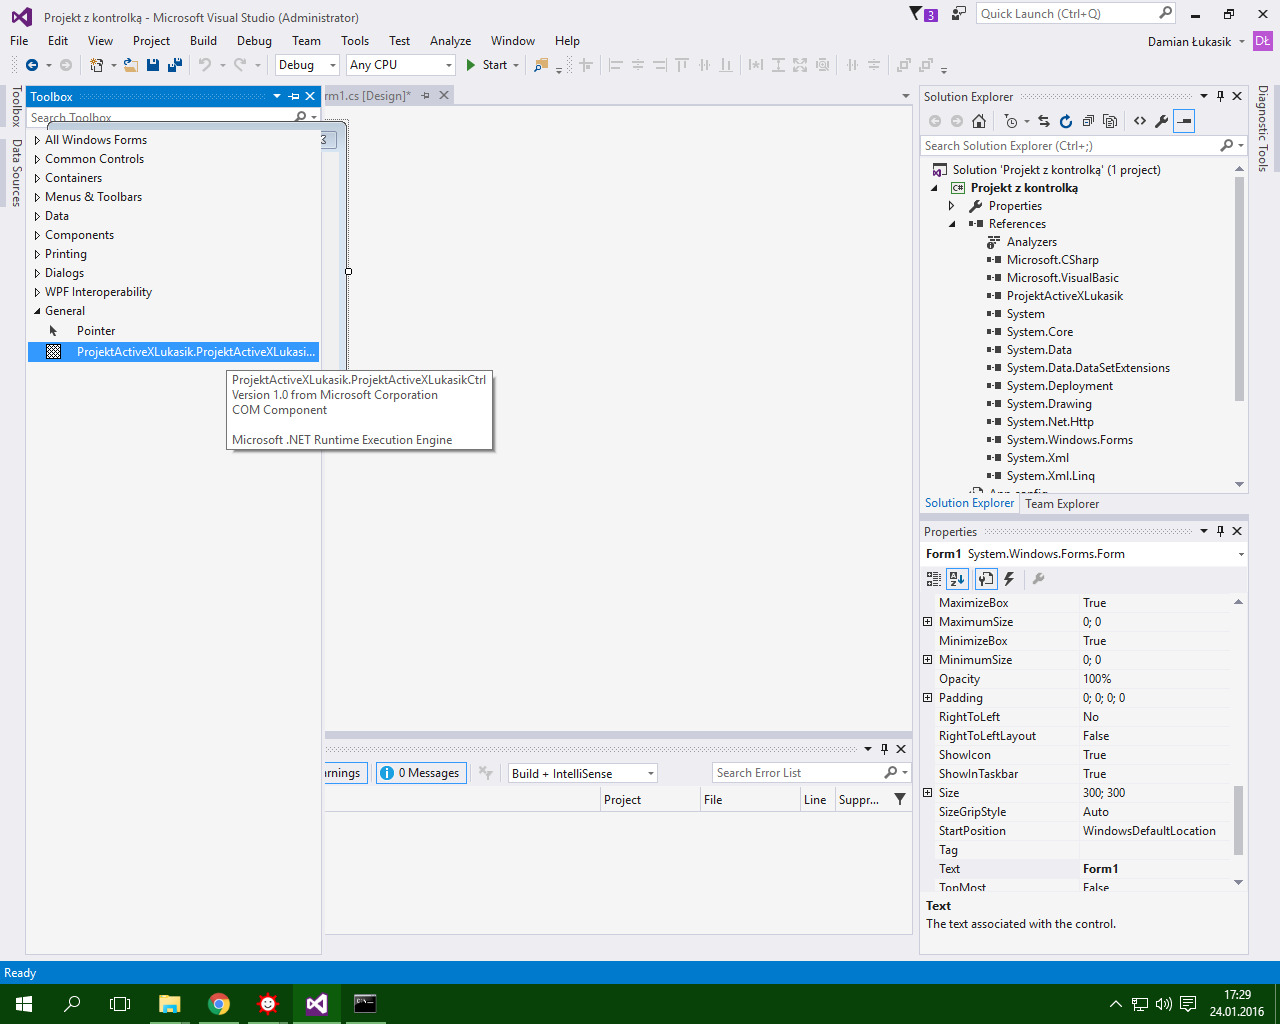 Projekt z kontrolką - Microsoft Visual Studio (Administrator)
3
Quick Launch (Ctrl+Q)
File Edit View Project Build Debug Team Tools Test Analyze Window Help
Damian Łukasik
DŁ
Debug
Any CPU
Start
Toolbox
Data Sources
Toolbox
Search Toolbox
All Windows Forms
Common Controls
Containers
Menus & Toolbars
Data
Components
Printing
Dialogs
WPF Interoperability
General
Pointer
ProjektActiveXLukasik.ProjektActiveXLukasi...
ProjektActiveXLukasik.ProjektActiveXLukasikCtrl
Version 1.0 from Microsoft Corporation
COM Component
Microsoft .NET Runtime Execution Engine
rm1.cs [Design]*
rnings
0 Messages
Build + IntelliSense
Search Error List
Project File Line Suppr...
Solution Explorer
Search Solution Explorer (Ctrl+;)
Solution 'Projekt z kontrolką' (1 project)
C# Projekt z kontrolką
Properties
References
Analyzers
Microsoft.CSharp
Microsoft.VisualBasic
ProjektActiveXLukasik
System
System.Core
System.Data
System.Data.DataSetExtensions
System.Deployment
System.Drawing
System.Net.Http
System.Windows.Forms
System.Xml
System.Xml.Linq
App.config
Solution Explorer Team Explorer
Diagnostic Tools
Properties
Form1 System.Windows.Forms.Form
MaximizeBox True
MaximumSize 0; 0
MinimizeBox True
MinimumSize 0; 0
Opacity 100%
Padding 0; 0; 0; 0
RightToLeft No
RightToLeftLayout False
ShowIcon True
ShowInTaskbar True
Size 300; 300
SizeGripStyle Auto
StartPosition WindowsDefaultLocation
Tag
Text Form1
TopMost False
Text
The text associated with the control.
Ready
17:29
24.01.2016